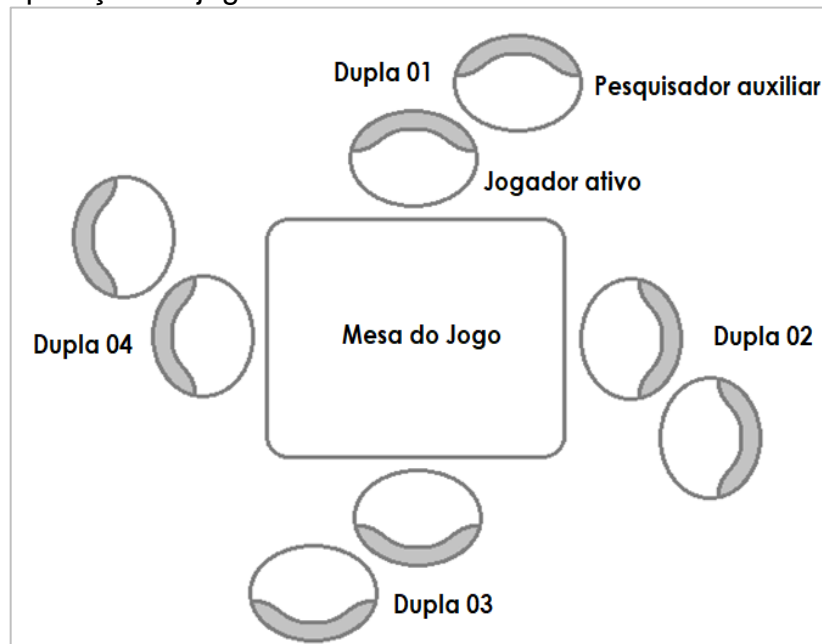 Dupla 01
Pesquisador auxiliar
Jogador ativo
Mesa do Jogo
Dupla 04
Dupla 02
Dupla 03